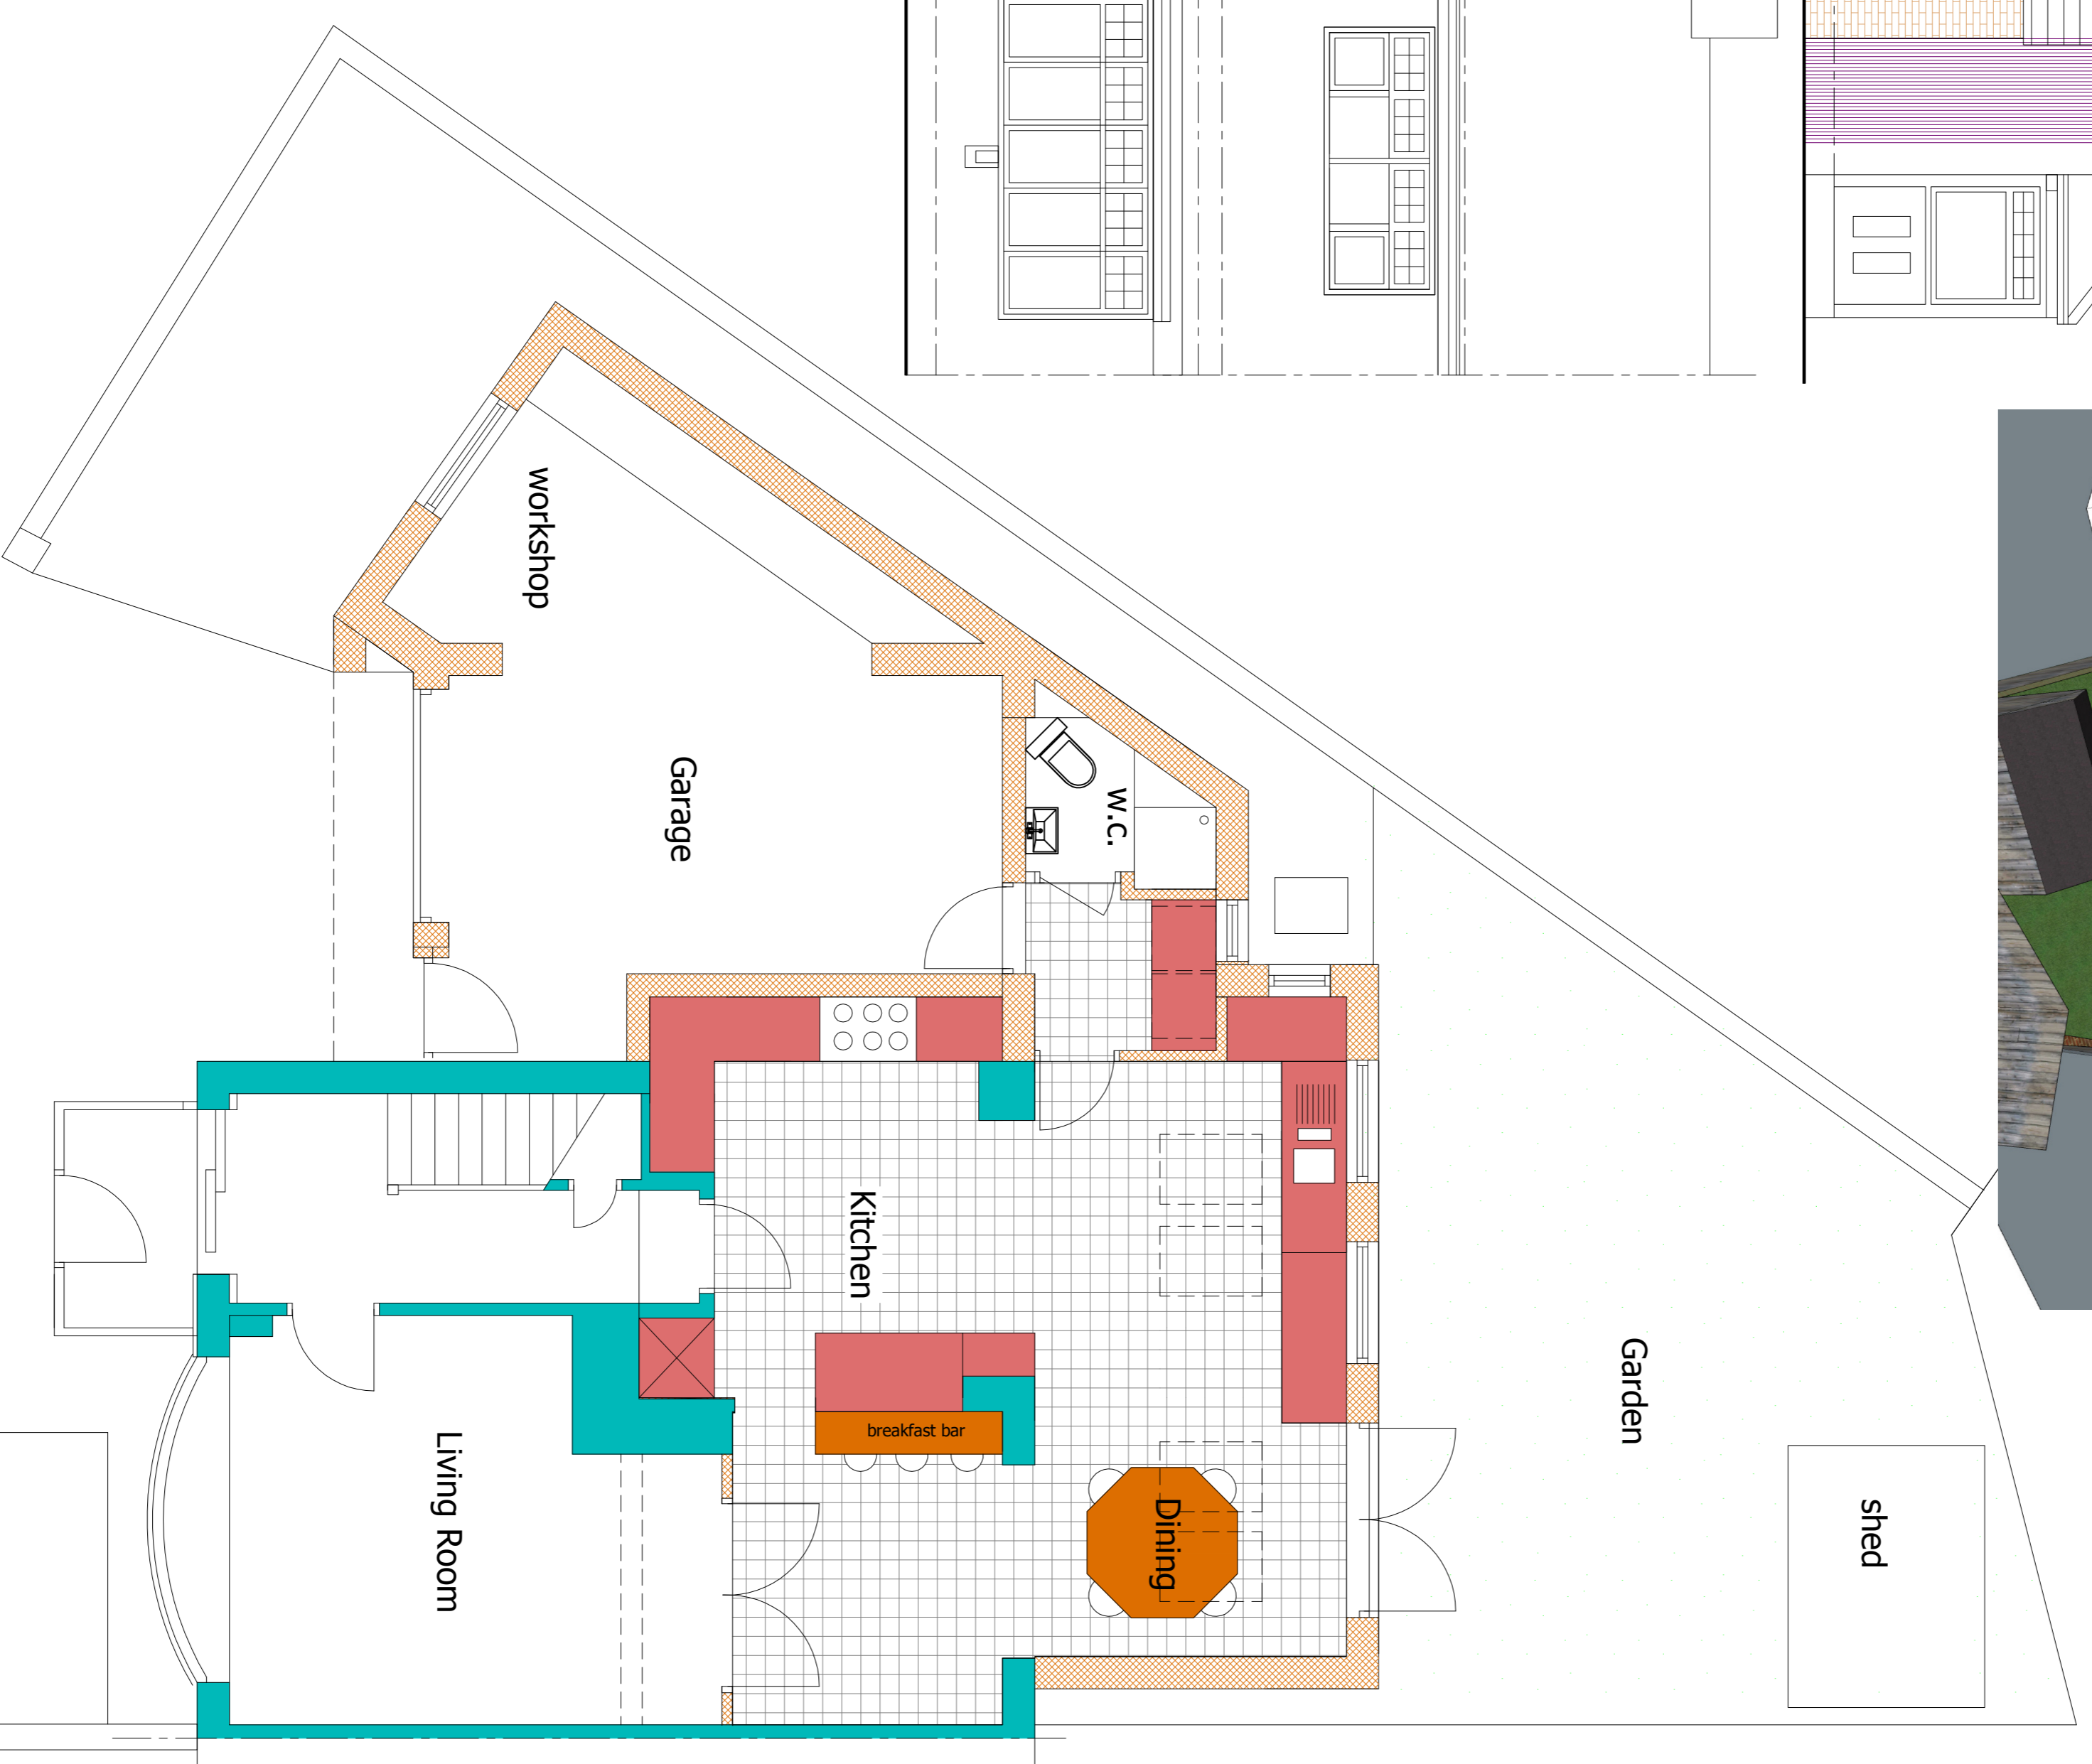 workshop
Garage
w.c.
Kitchen
breakfast bar
Living Room
Dining
Garden
shed